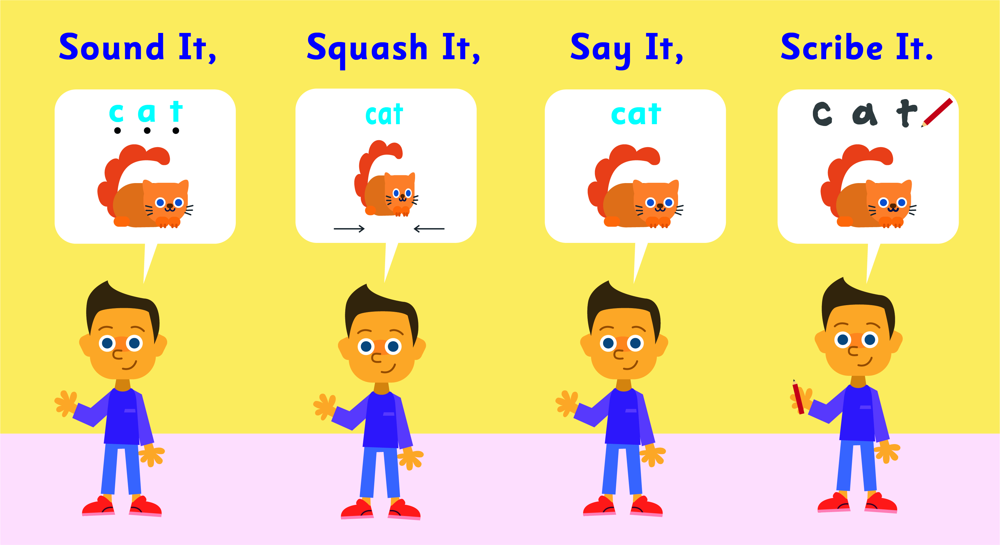 Sound It,
Squash It,
Say It,
Scribe It.
c a t
cat
cat
c a t